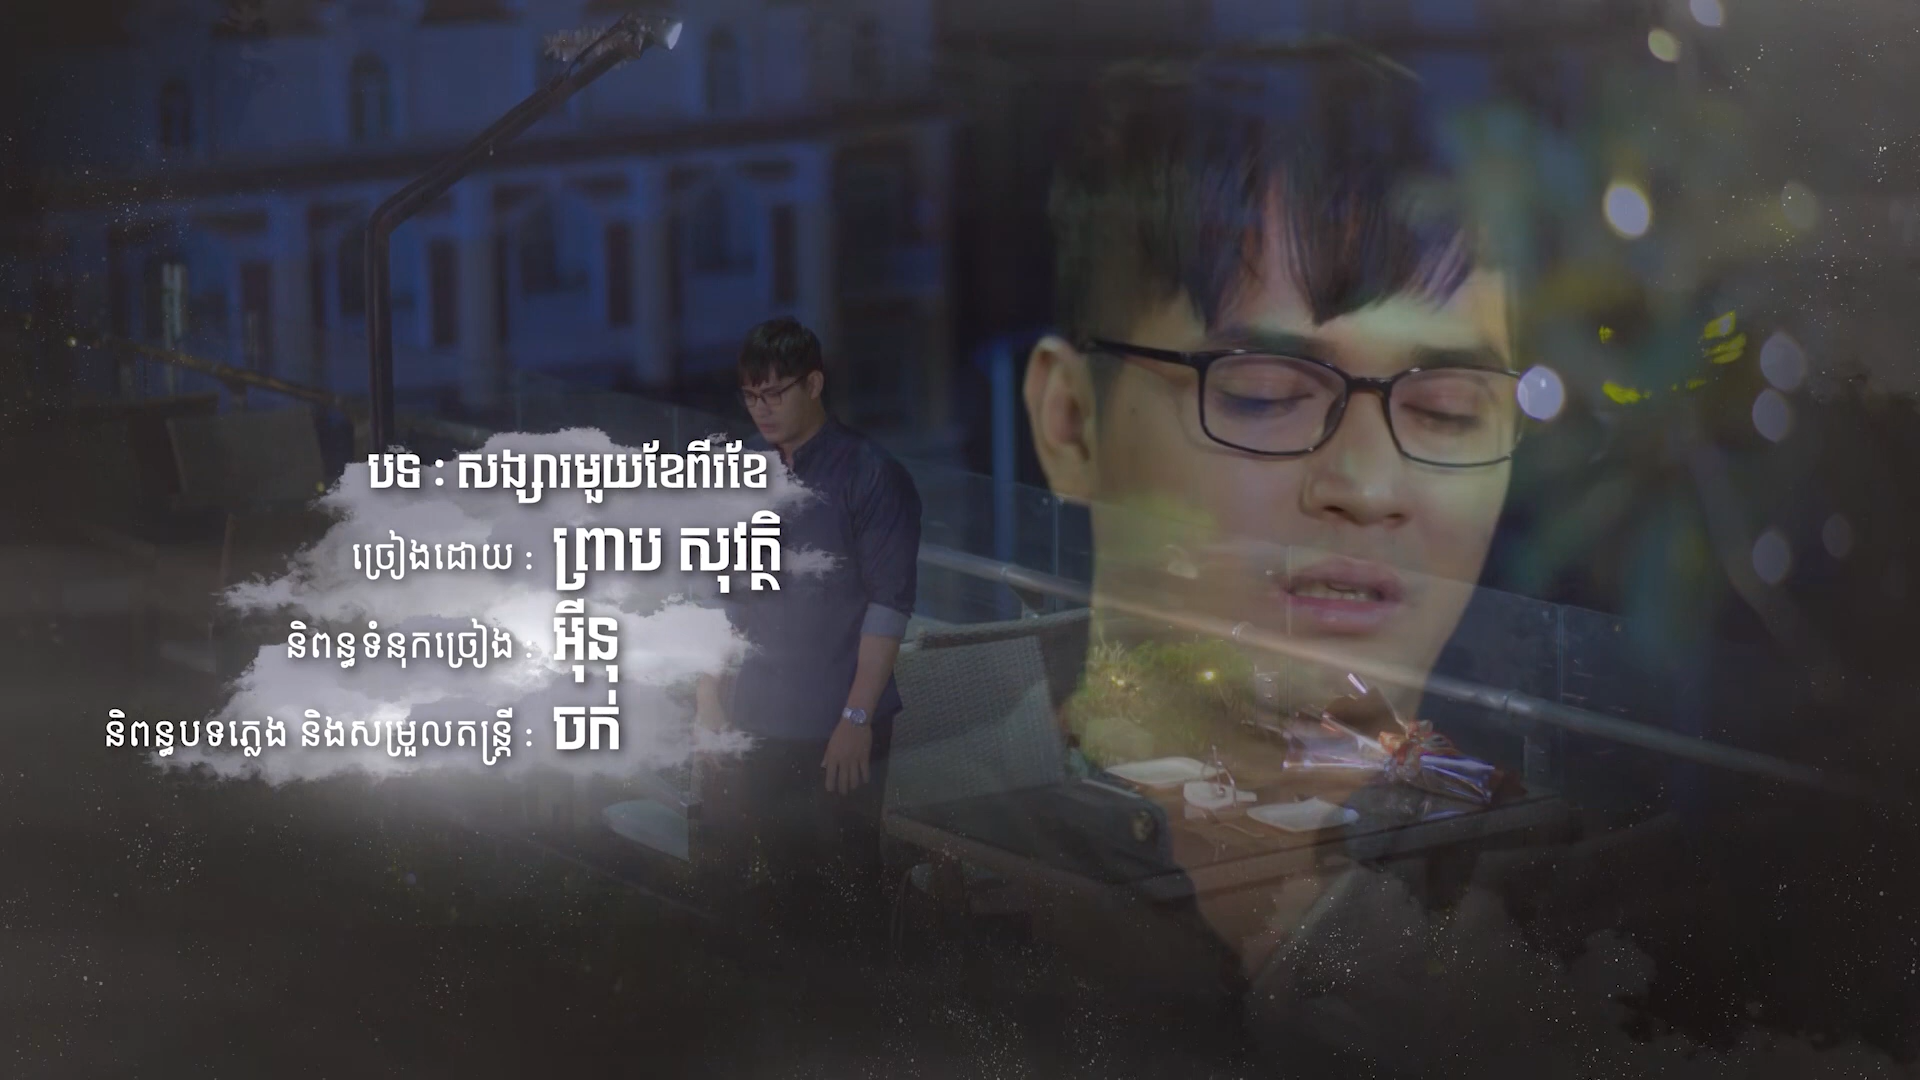 បទ : សង្សារមួយខែពីរខែ
ច្រៀងដោយ : ព្រាប សុវត្ថិ
និពន្ធទំនុកច្រៀង : អ៊ីនុ
និពន្ធបទភ្លេង និងសម្រួលតន្ត្រី : ចក់